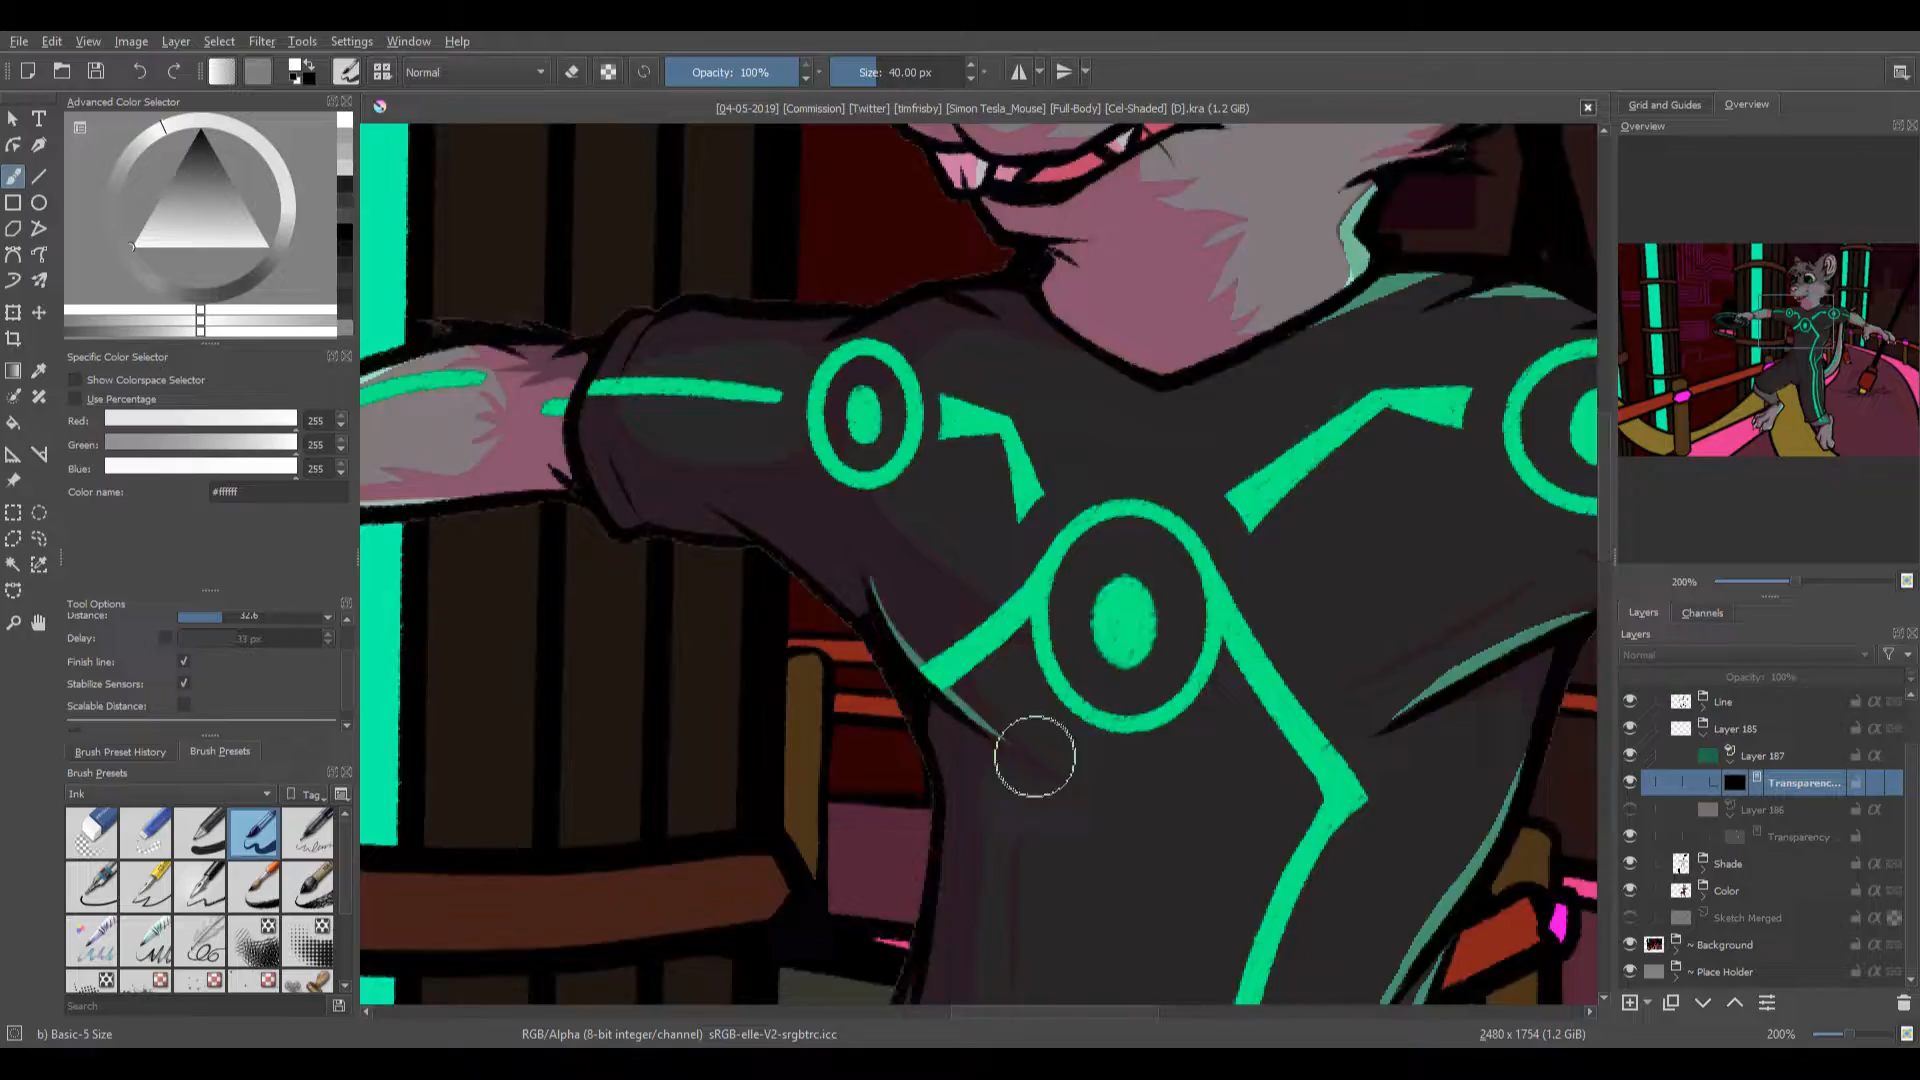 File Edit View Image Layer Select Filter Tools Settings Window Help
Normal Opacity: 100% Size: 40.00 px
Advanced Color Selector
[04-05-2019] [Commission] [Twitter] [timfrisby] [Simon Tesla_Mouse] [Full-Body] [Cel-Shaded] [D].kra (1.2 GiB)
Grid and Guides Overview
Overview
Specific Color Selector
Show Colorspace Selector
Use Percentage
Red: 255
Green: 255
Blue: 255
Color name: #ffffff
200%
Tool Options
Distance: 32.6
Delay: 33 px
Finish line:
Stabilize Sensors:
Scalable Distance:
Brush Preset History Brush Presets
Brush Presets
Ink Tag
Search
Layers Channels
Layers
Normal
Opacity: 100%
Line
Layer 185
Layer 187
Transparenc...
Layer 186
Transparency
Shade
Color
Sketch Merged
~ Background
~ Place Holder
b) Basic-5 Size
RGB/Alpha (8-bit integer/channel) sRGB-elle-V2-srgbtrc.icc
2480 x 1754 (1.2 GiB)
200%